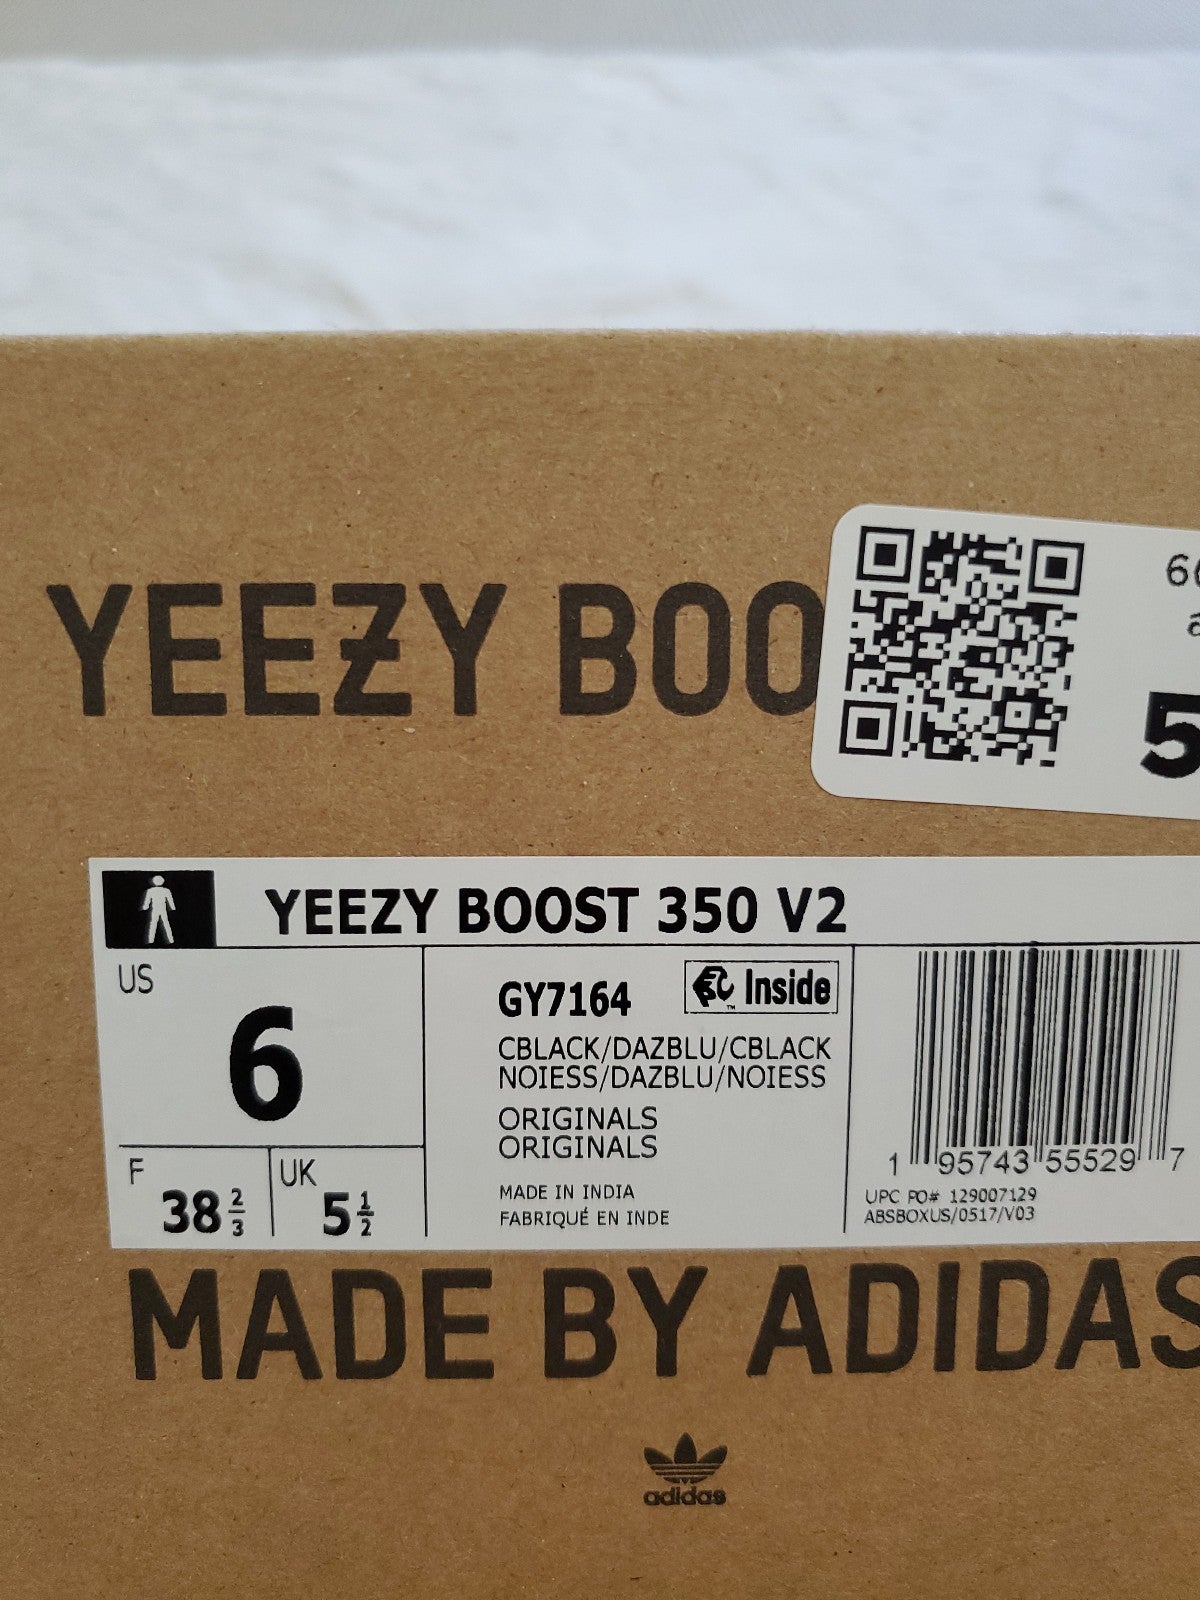 YEEZY BOO
5
YEEZY BOOST 350 V2
US
6
F
38 2/3
UK
5 1/2
GY7164
Inside
CBLACK/DAZBLU/CBLACK
NOIESS/DAZBLU/NOIESS
ORIGINALS
ORIGINALS
MADE IN INDIA
FABRIQUÉ EN INDE
1 95743 55529 7
UPC PO# 129007129
ABSBOXUS/0517/V03
MADE BY ADIDAS
adidas